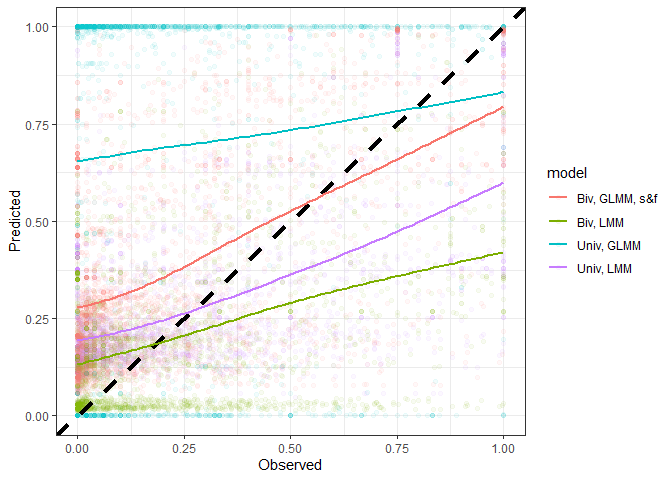 1.00
0.75
0.50
0.25
0.00
Predicted
0.00 0.25 0.50 0.75 1.00
Observed
model
Biv, GLMM, s&f
Biv, LMM
Univ, GLMM
Univ, LMM